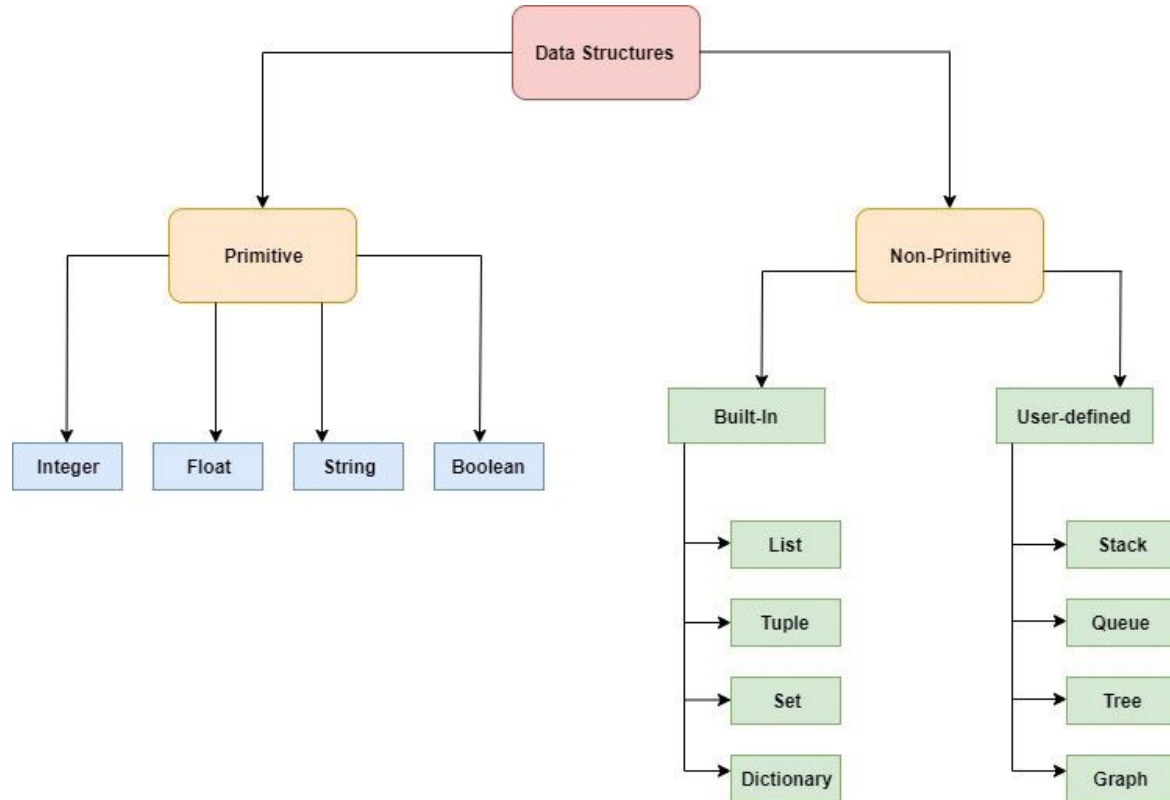 Data Structures
Primitive
Non-Primitive
Integer
Float
String
Boolean
Built-In
List
Tuple
Set
Dictionary
User-defined
Stack
Queue
Tree
Graph